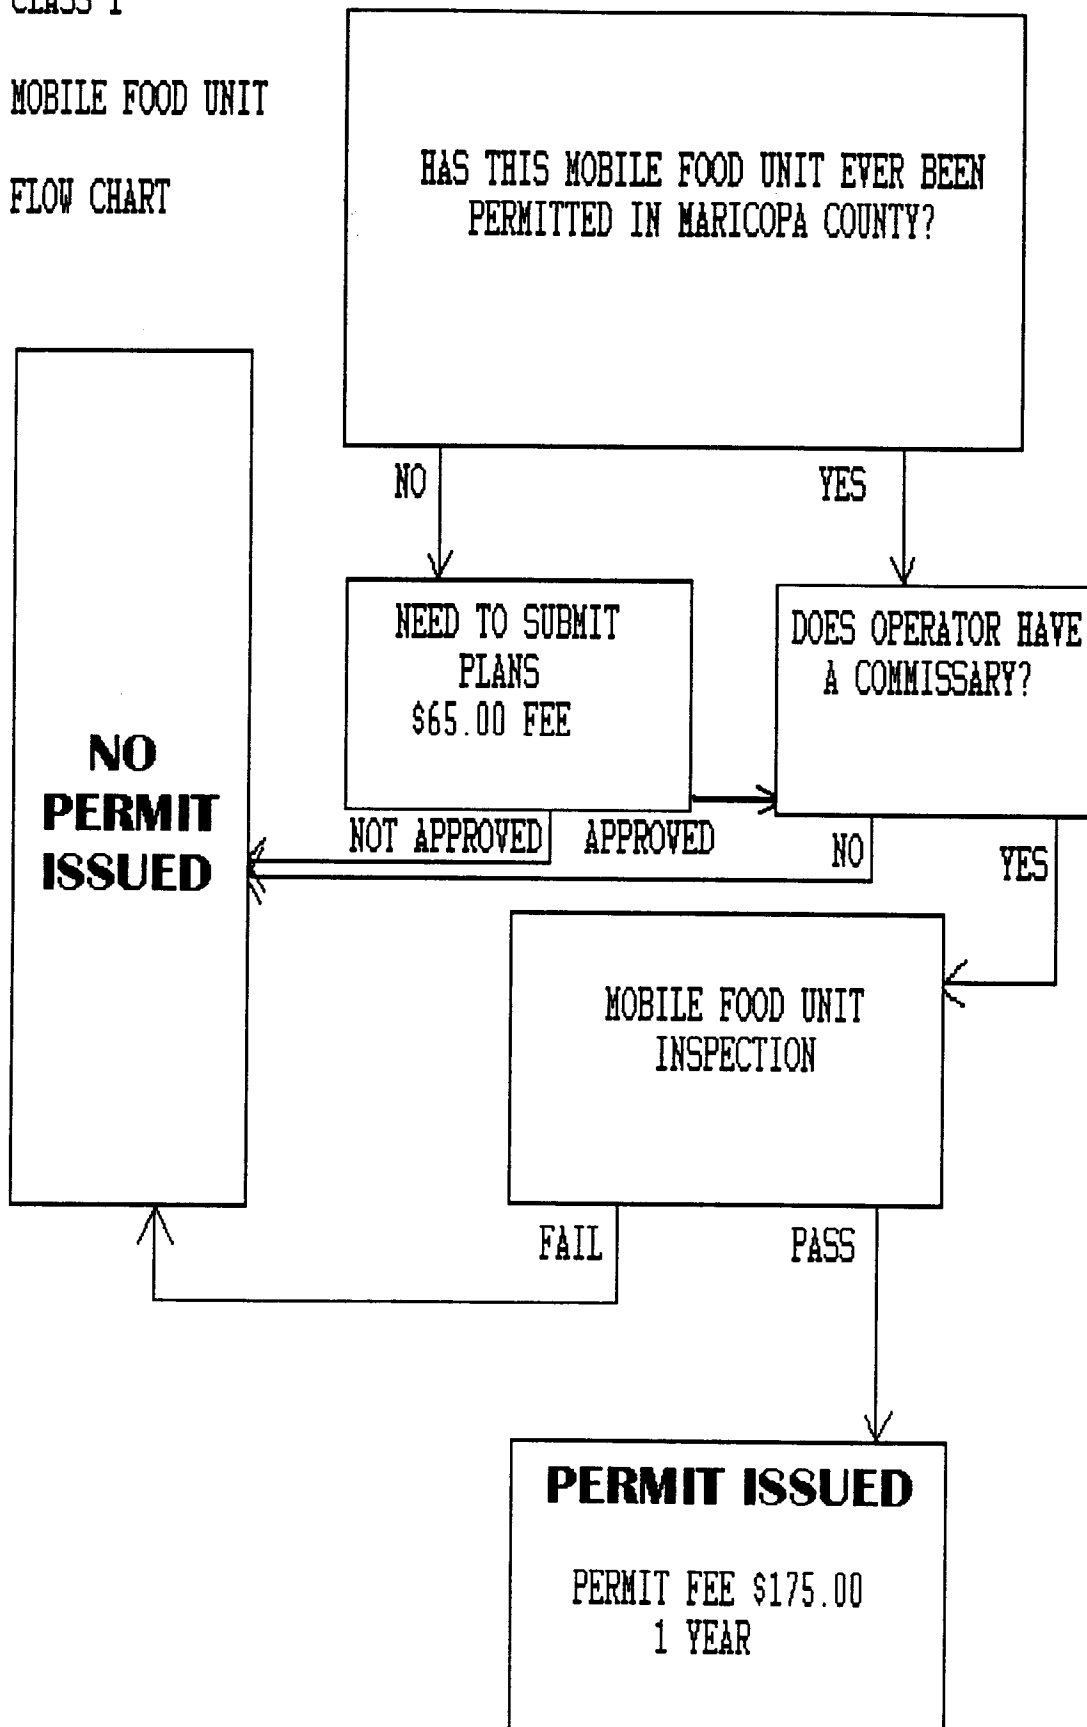 CLASS I
MOBILE FOOD UNIT
FLOW CHART
HAS THIS MOBILE FOOD UNIT EVER BEEN
PERMITTED IN MARICOPA COUNTY?
NO
YES
NEED TO SUBMIT
PLANS
$65.00 FEE
DOES OPERATOR HAVE
A COMMISSARY?
NO
PERMIT
ISSUED
NOT APPROVED
APPROVED
NO
YES
MOBILE FOOD UNIT
INSPECTION
FAIL
PASS
PERMIT ISSUED
PERMIT FEE $175.00
1 YEAR